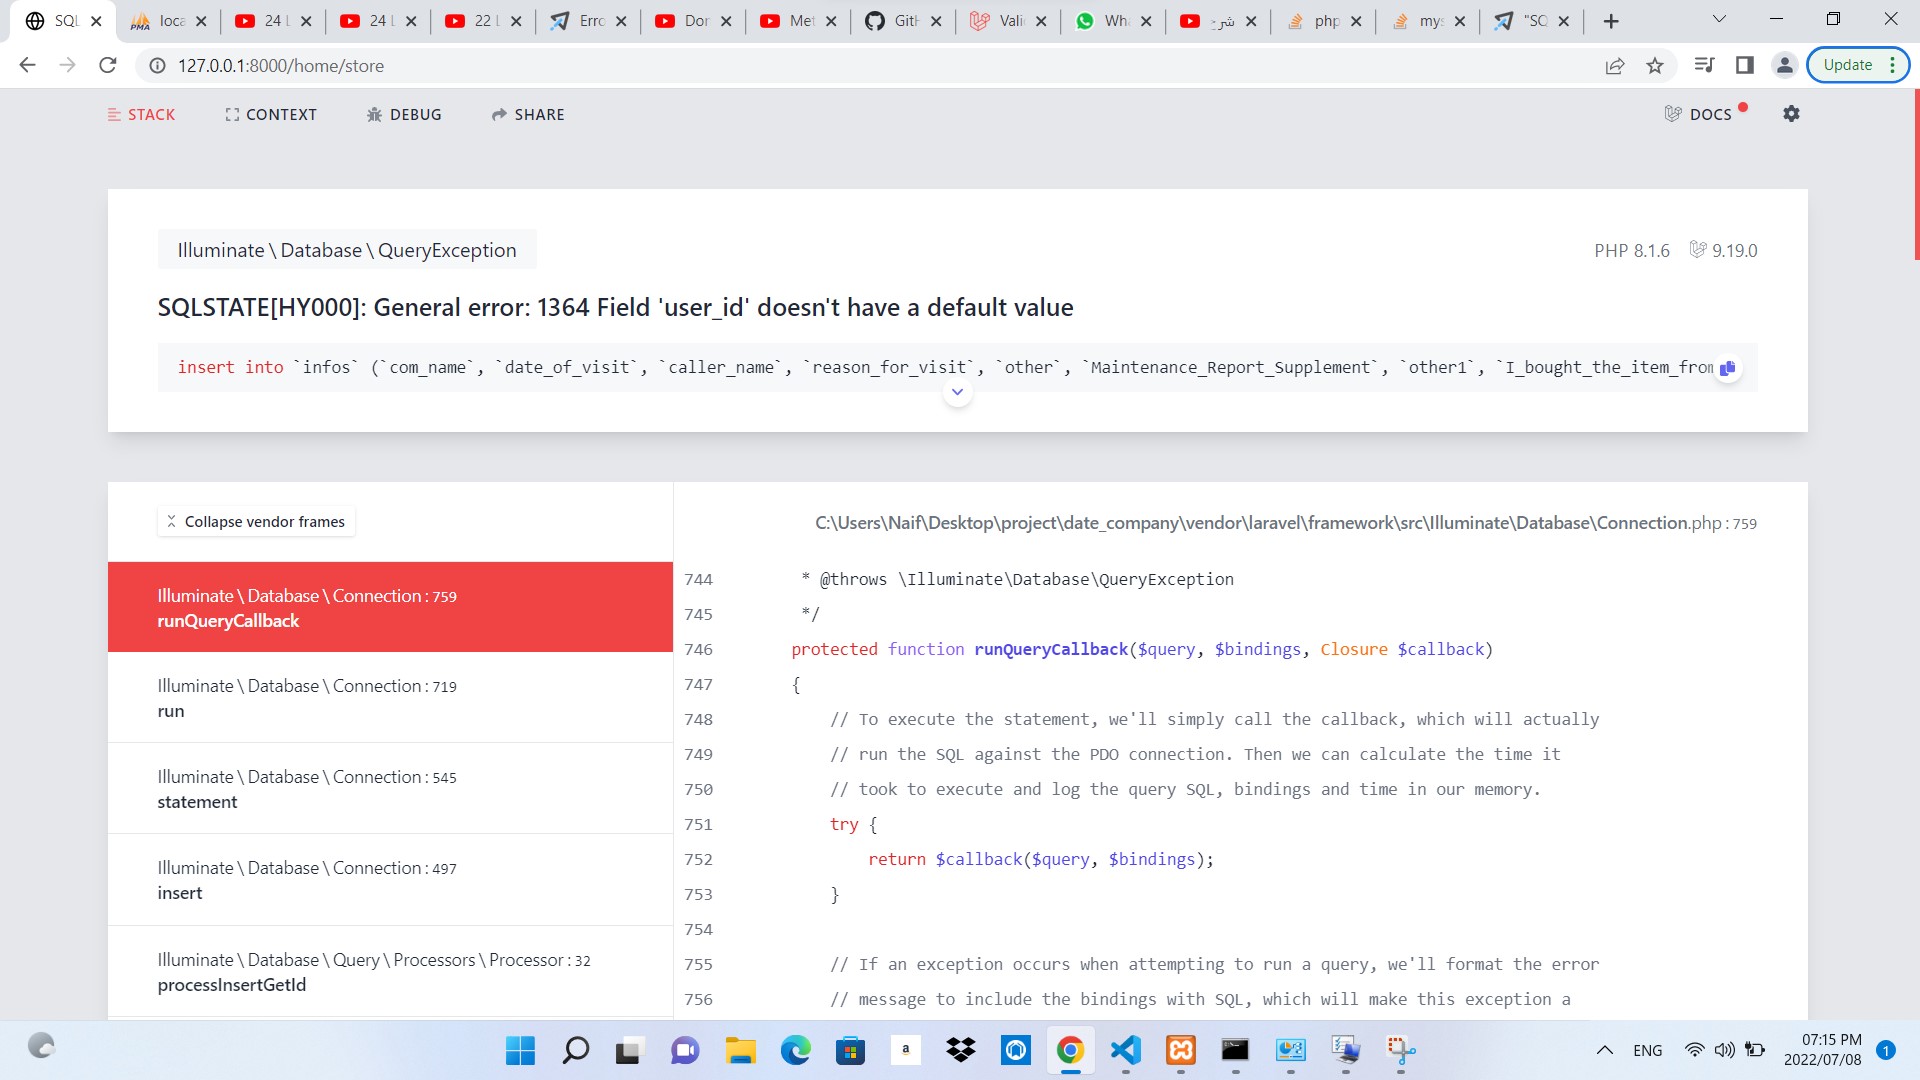 SQL
loca
24 L
24 L
22 L
Erro
Dor
Met
GitH
Vali
Wha
شرح
php
mys
"SQ
127.0.0.1:8000/home/store
Update
STACK
CONTEXT
DEBUG
SHARE
DOCS
Illuminate \ Database \ QueryException
PHP 8.1.6
9.19.0
SQLSTATE[HY000]: General error: 1364 Field 'user_id' doesn't have a default value
insert into `infos` (`com_name`, `date_of_visit`, `caller_name`, `reason_for_visit`, `other`, `Maintenance_Report_Supplement`, `other1`, `I_bought_the_item_from
Collapse vendor frames
C:\Users\Naif\Desktop\project\date_company\vendor\laravel\framework\src\Illuminate\Database\Connection.php : 759
Illuminate \ Database \ Connection : 759
runQueryCallback
Illuminate \ Database \ Connection : 719
run
Illuminate \ Database \ Connection : 545
statement
Illuminate \ Database \ Connection : 497
insert
Illuminate \ Database \ Query \ Processors \ Processor : 32
processInsertGetId
744 * @throws \Illuminate\Database\QueryException
745 */
746 protected function runQueryCallback($query, $bindings, Closure $callback)
747 {
748 // To execute the statement, we'll simply call the callback, which will actually
749 // run the SQL against the PDO connection. Then we can calculate the time it
750 // took to execute and log the query SQL, bindings and time in our memory.
751 try {
752 return $callback($query, $bindings);
753 }
754
755 // If an exception occurs when attempting to run a query, we'll format the error
756 // message to include the bindings with SQL, which will make this exception a
ENG
07:15 PM
2022/07/08
1